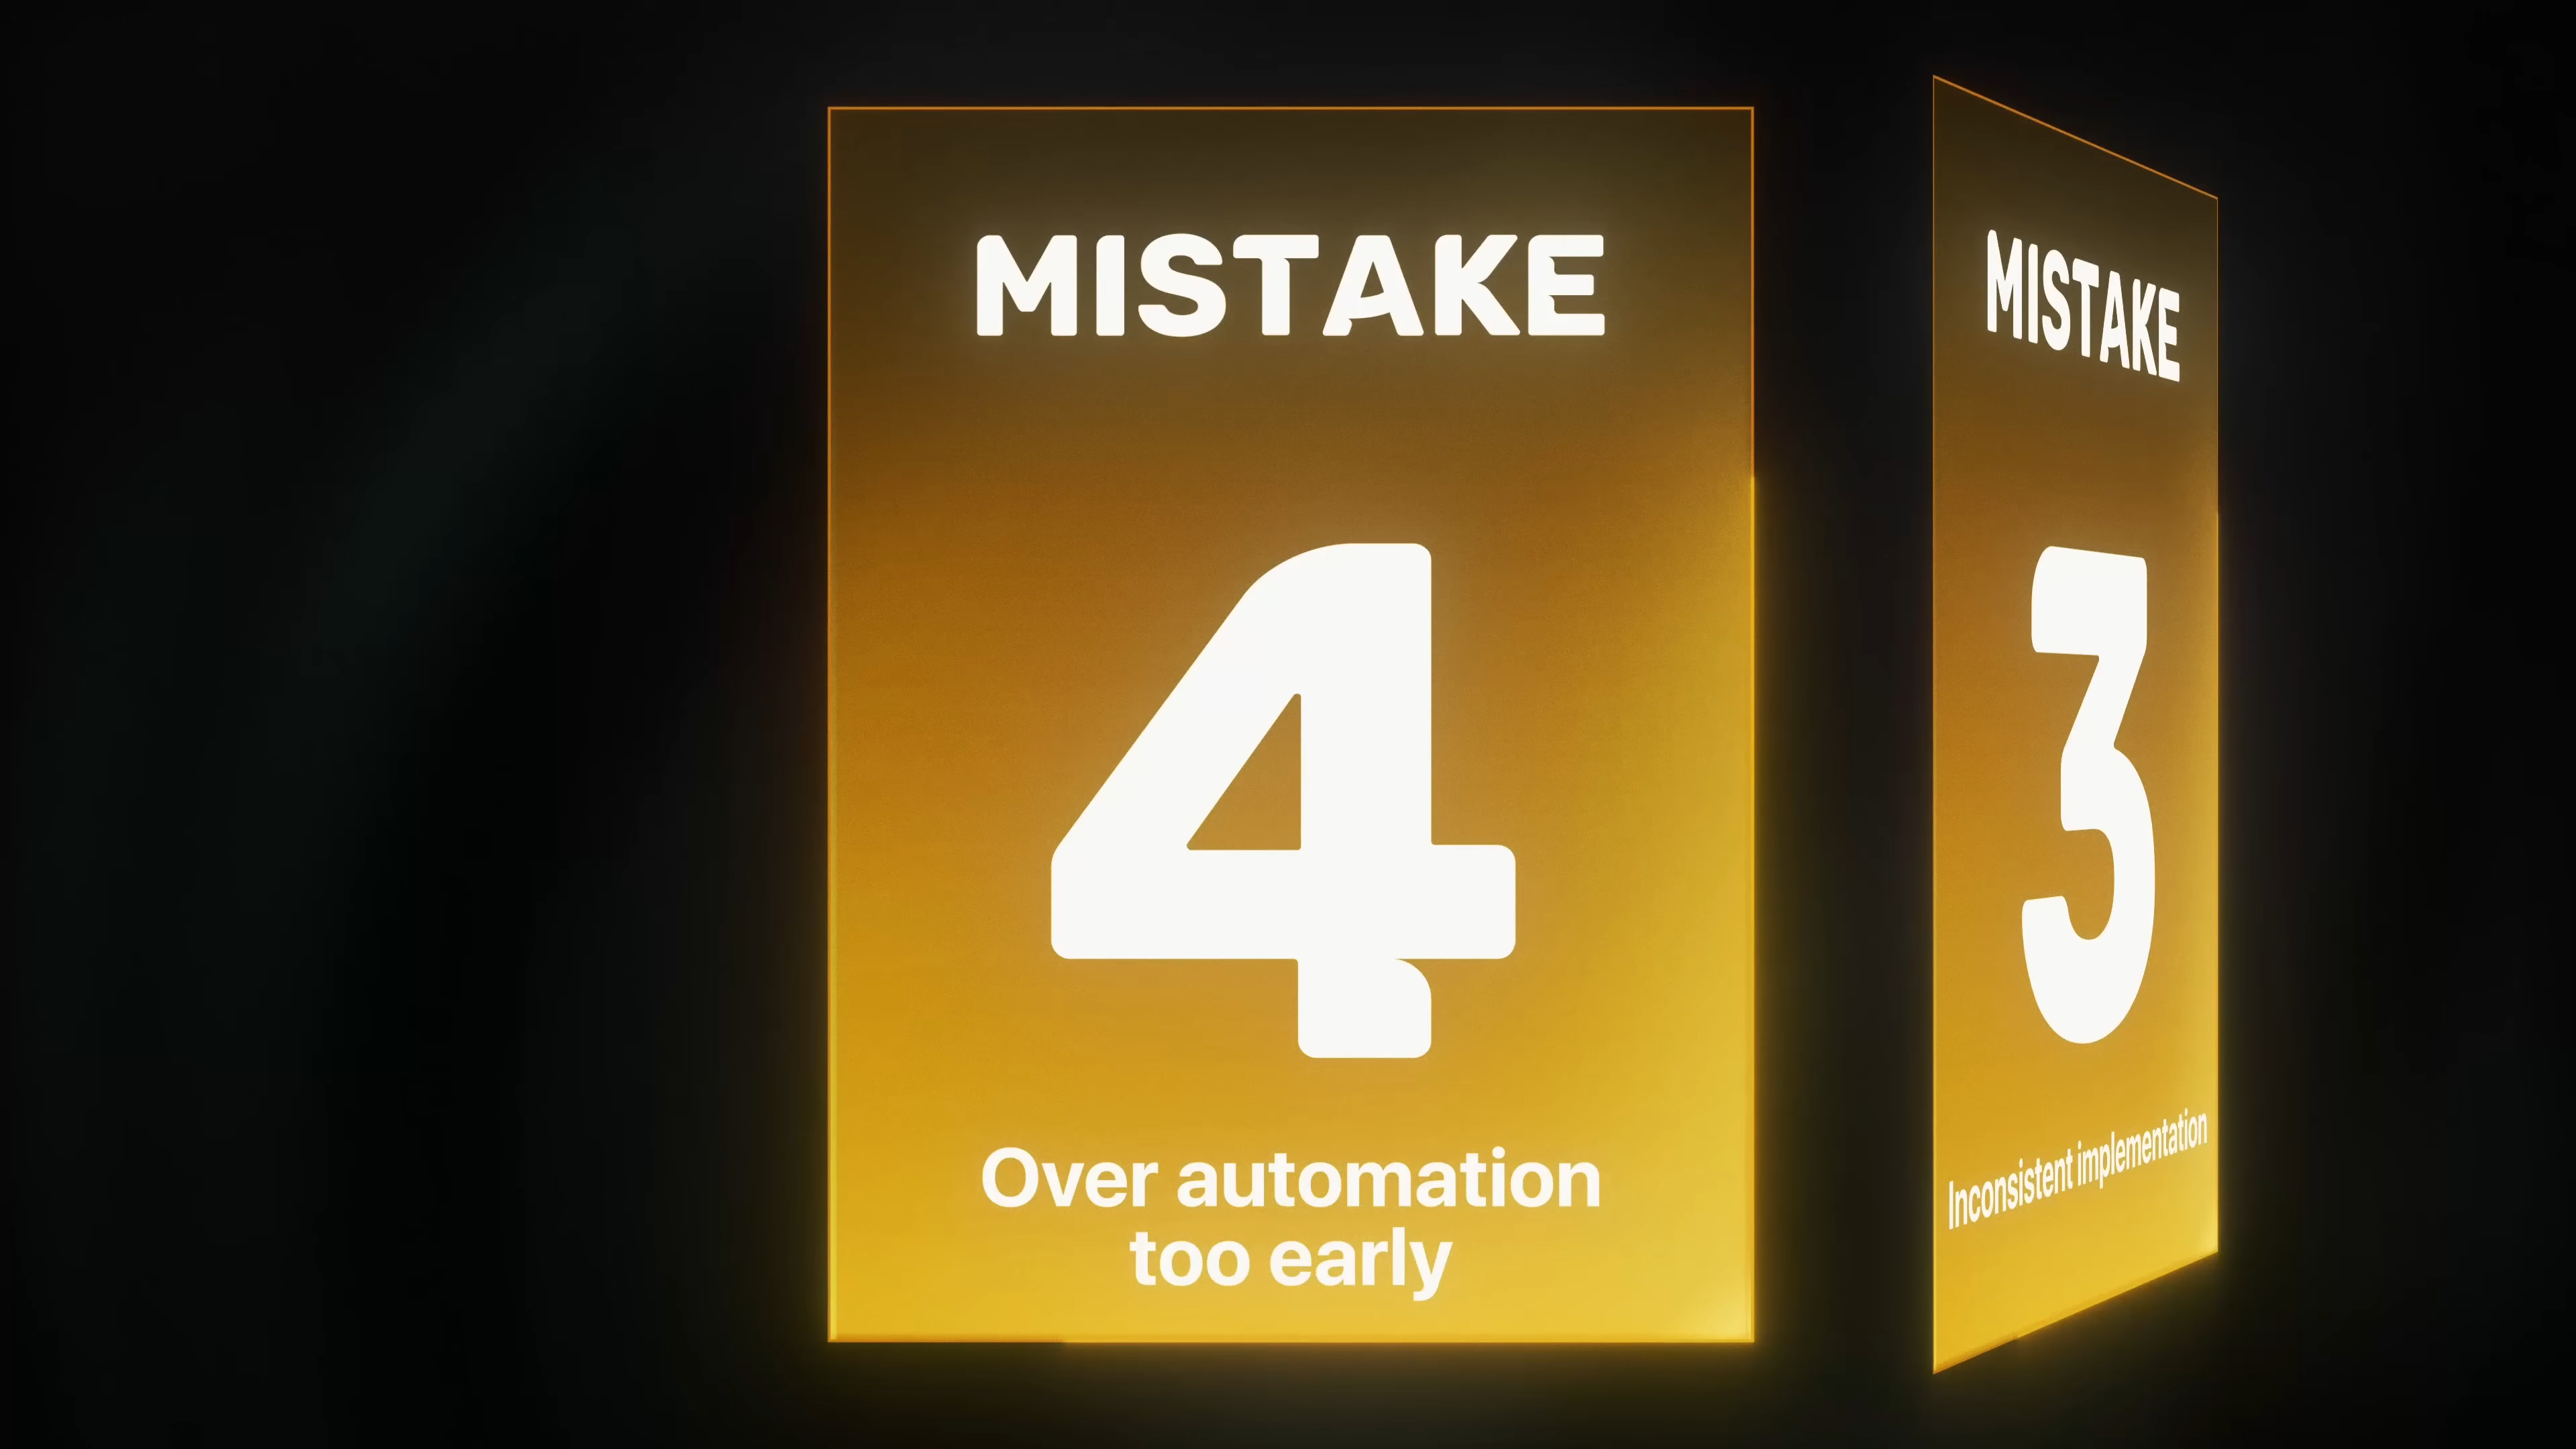 MISTAKE
4
Over automation
too early
MISTAKE
3
Inconsistent implementation